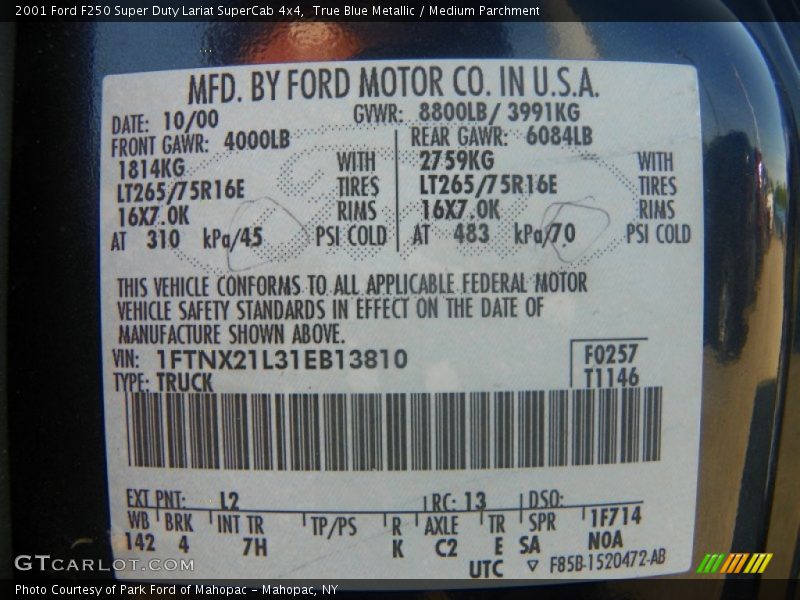 2001 Ford F250 Super Duty Lariat SuperCab 4x4, True Blue Metallic / Medium Parchment
MFD. BY FORD MOTOR CO. IN U.S.A.
DATE: 10/00 GVWR: 8800LB/ 3991KG
FRONT GAWR: 4000LB REAR GAWR: 6084LB
1814KG WITH 2759KG WITH
LT265/75R16E TIRES LT265/75R16E TIRES
16X7.0K RIMS 16X7.0K RIMS
AT 310 kPa/45 PSI COLD AT 483 kPa/70 PSI COLD
THIS VEHICLE CONFORMS TO ALL APPLICABLE FEDERAL MOTOR
VEHICLE SAFETY STANDARDS IN EFFECT ON THE DATE OF
MANUFACTURE SHOWN ABOVE.
VIN: 1FTNX21L31EB13810 F0257
TYPE: TRUCK T1146
EXT PNT: L2 RC: 13 DSO:
WB BRK INT TR TP/PS R AXLE TR SPR 1F714
142 4 7H K C2 E SA N0A
UTC ▽ F85B-1520472-AB
GTCARLOT.COM
Photo Courtesy of Park Ford of Mahopac - Mahopac, NY